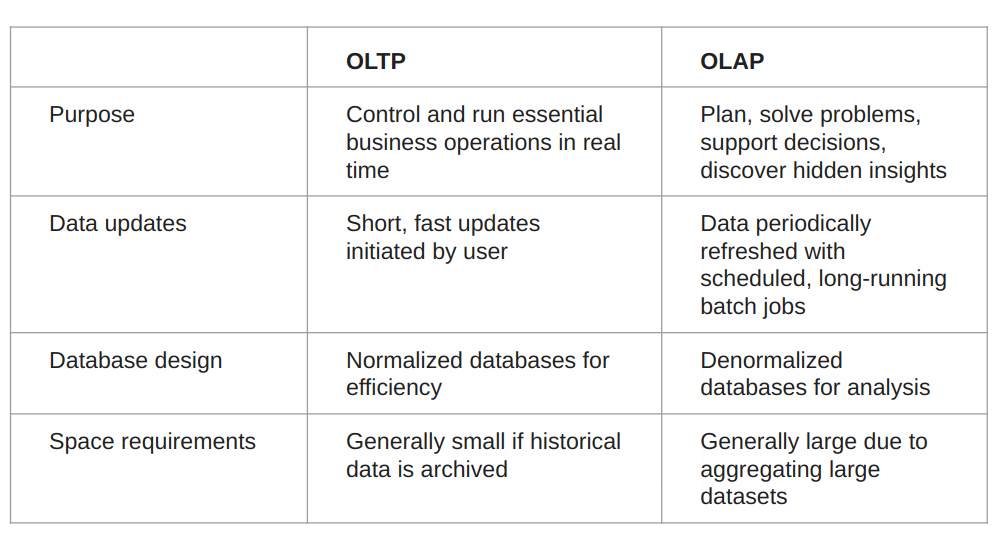 OLTP
OLAP
Purpose
Control and run essential
business operations in real
time
Plan, solve problems,
support decisions,
discover hidden insights
Data updates
Short, fast updates
initiated by user
Data periodically
refreshed with
scheduled, long-running
batch jobs
Database design
Normalized databases for
efficiency
Denormalized
databases for analysis
Space requirements
Generally small if historical
data is archived
Generally large due to
aggregating large
datasets